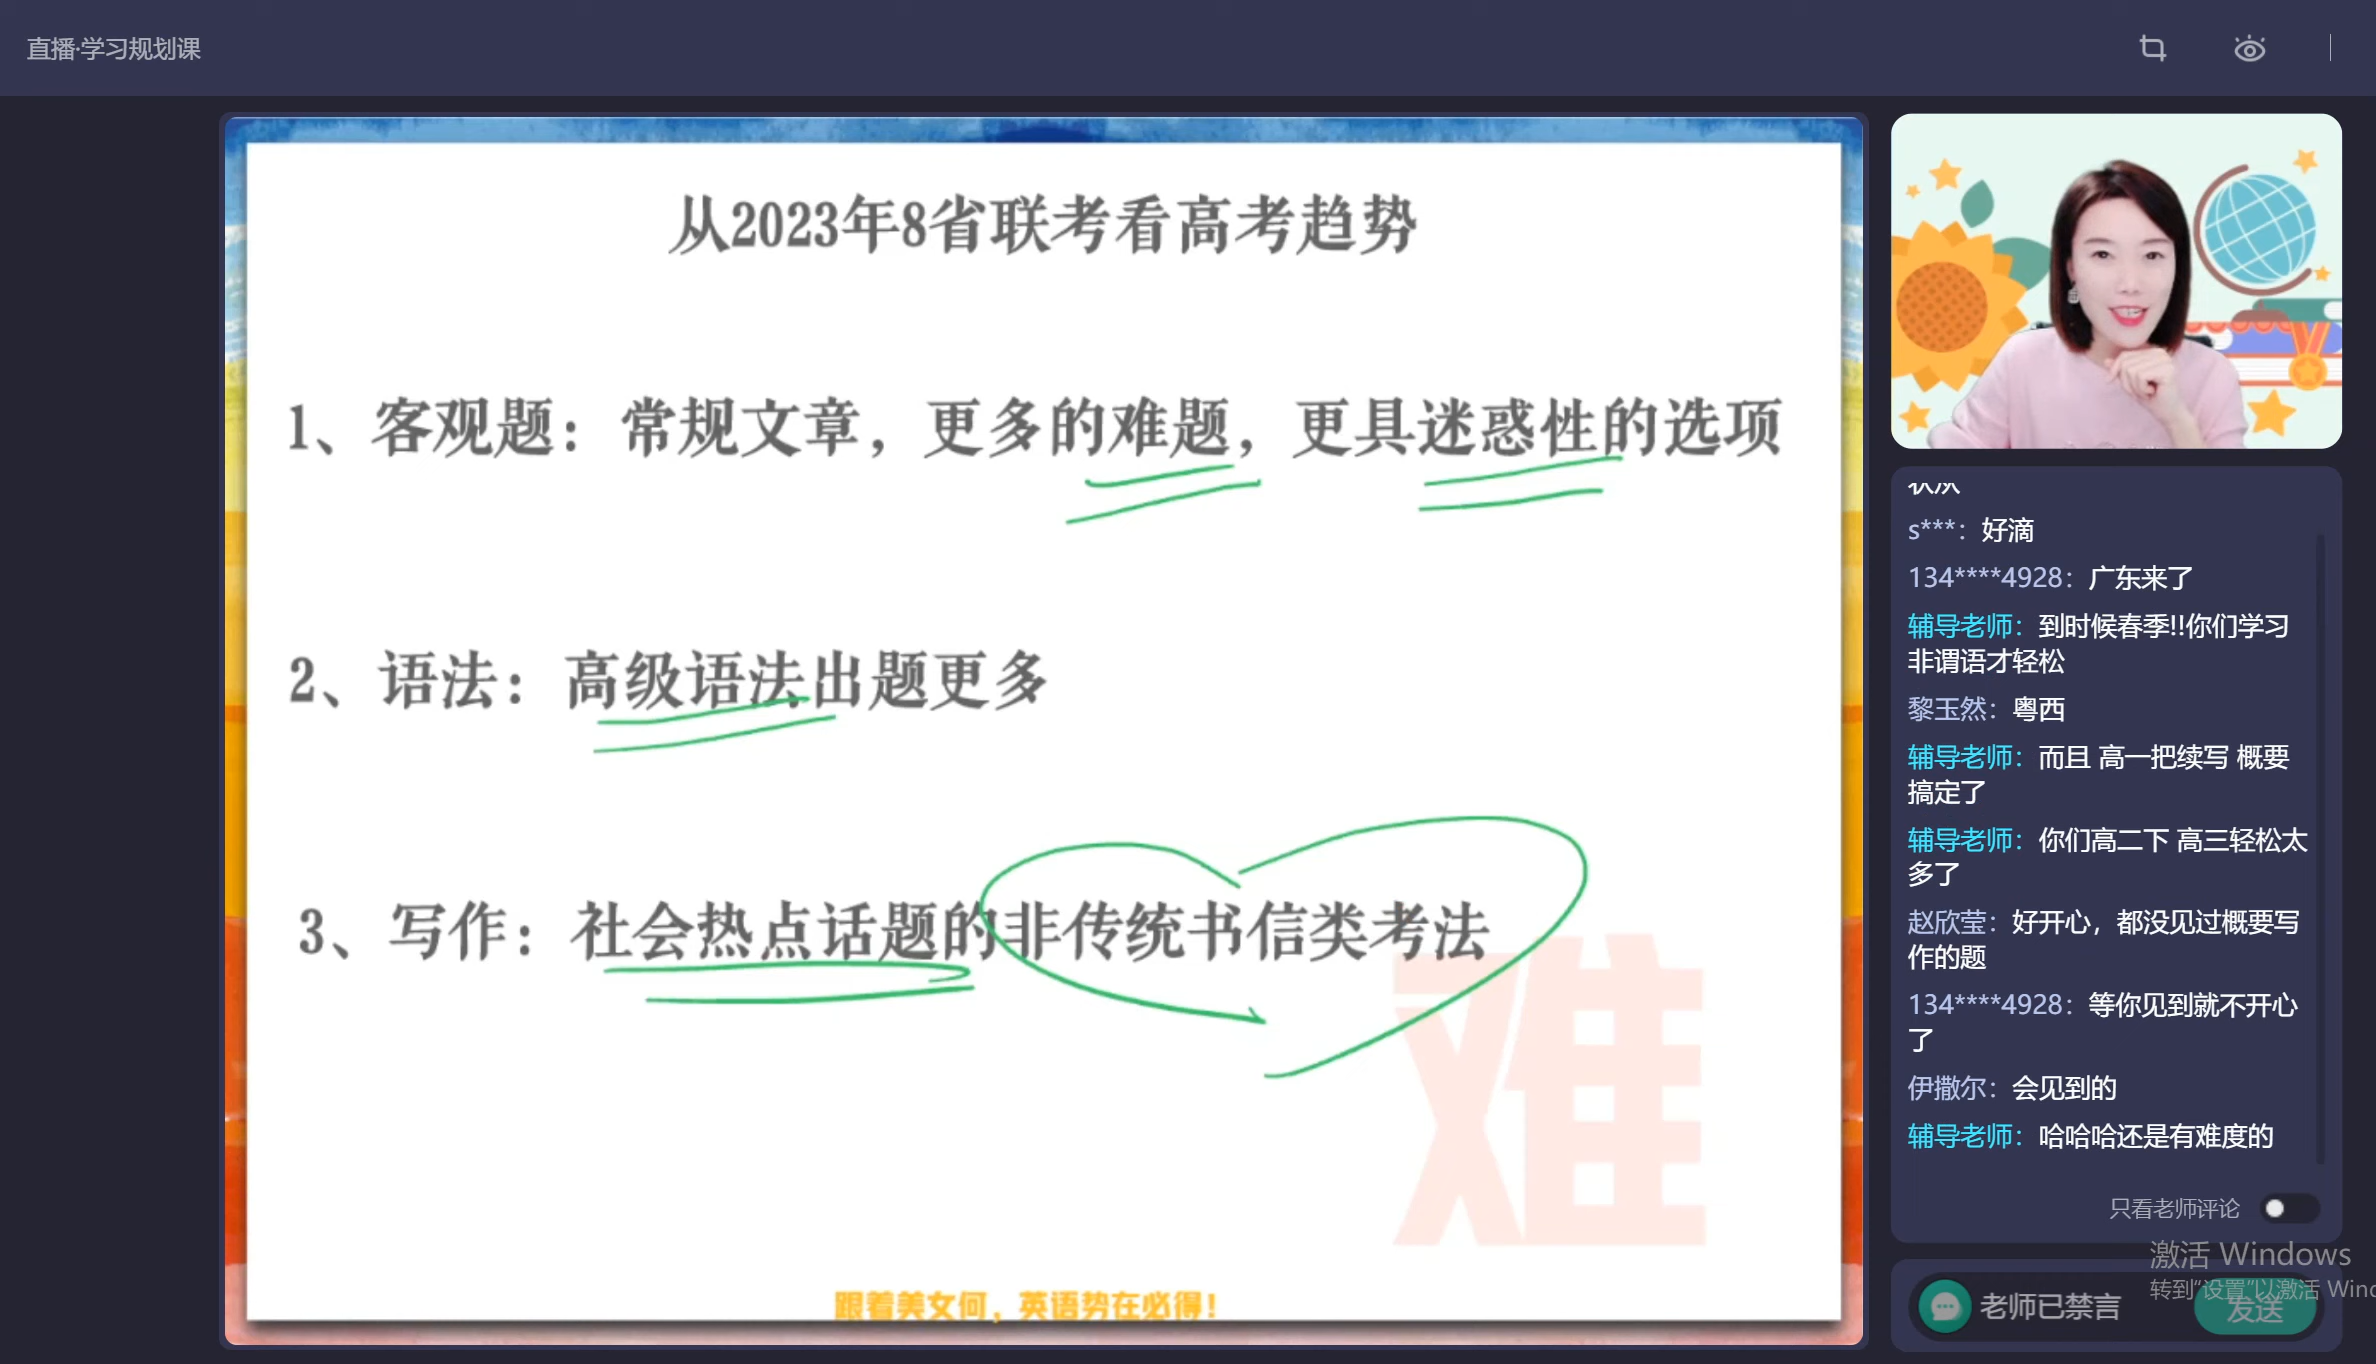 直播·学习规划课
从2023年8省联考看高考趋势
1、客观题：常规文章，更多的难题，更具迷惑性的选项
2、语法：高级语法出题更多
3、写作：社会热点话题的非传统书信类考法
难
跟着美女何，英语势在必得！
s***：好滴
134****4928：广东来了
辅导老师：到时候春季!!你们学习
非谓语才轻松
黎玉然：粤西
辅导老师：而且 高一把续写 概要
搞定了
辅导老师：你们高二下 高三轻松太
多了
赵欣莹：好开心，都没见过概要写
作的题
134****4928：等你见到就不开心
了
伊撒尔：会见到的
辅导老师：哈哈哈还是有难度的
只看老师评论
激活 Windows
转到“设置”以激活 Wind
老师已禁言
发送